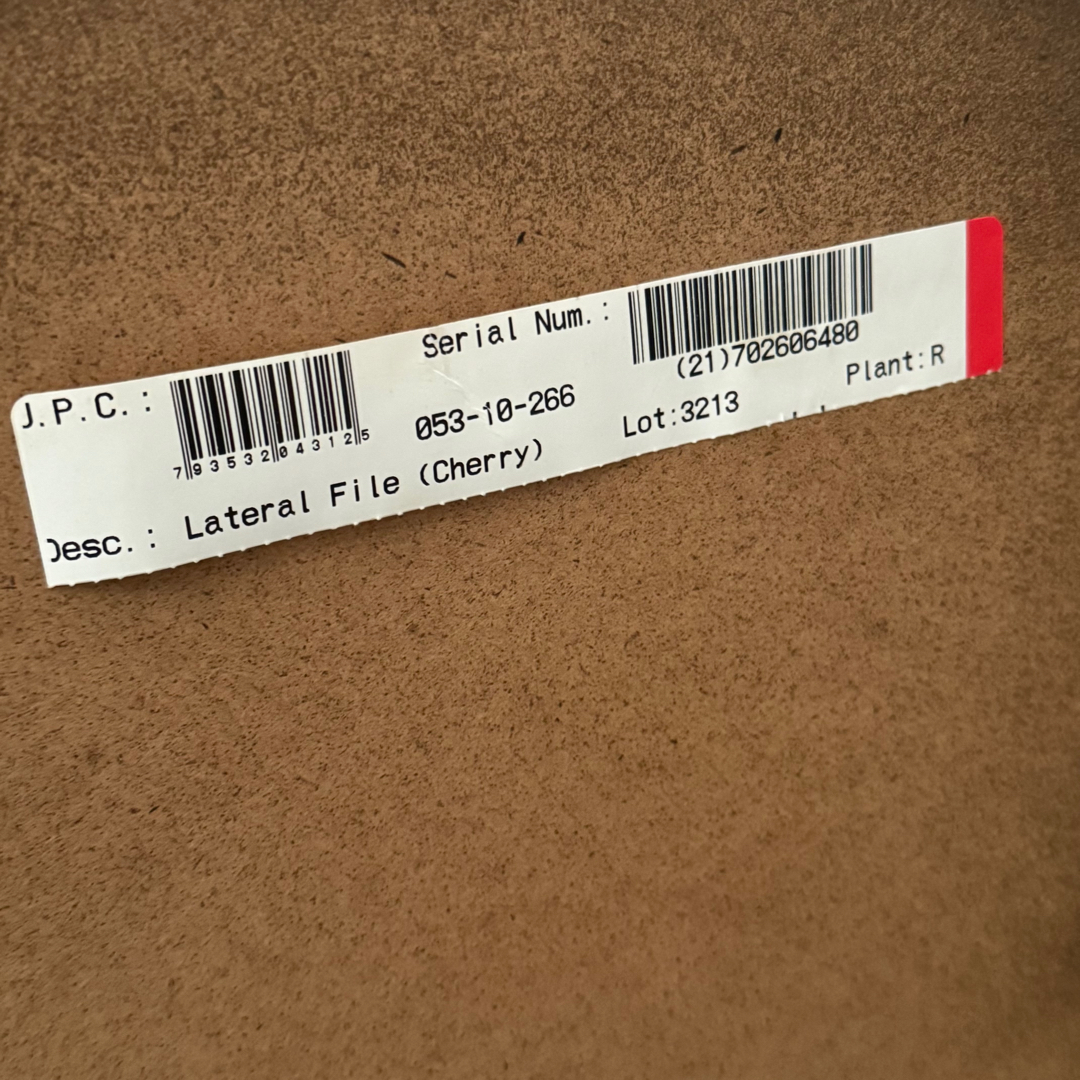 J.P.C.:
7 93532 04312 5
Serial Num.:
(21)702606480
053-10-266
Lot:3213
Plant:R
Desc.: Lateral File (Cherry)